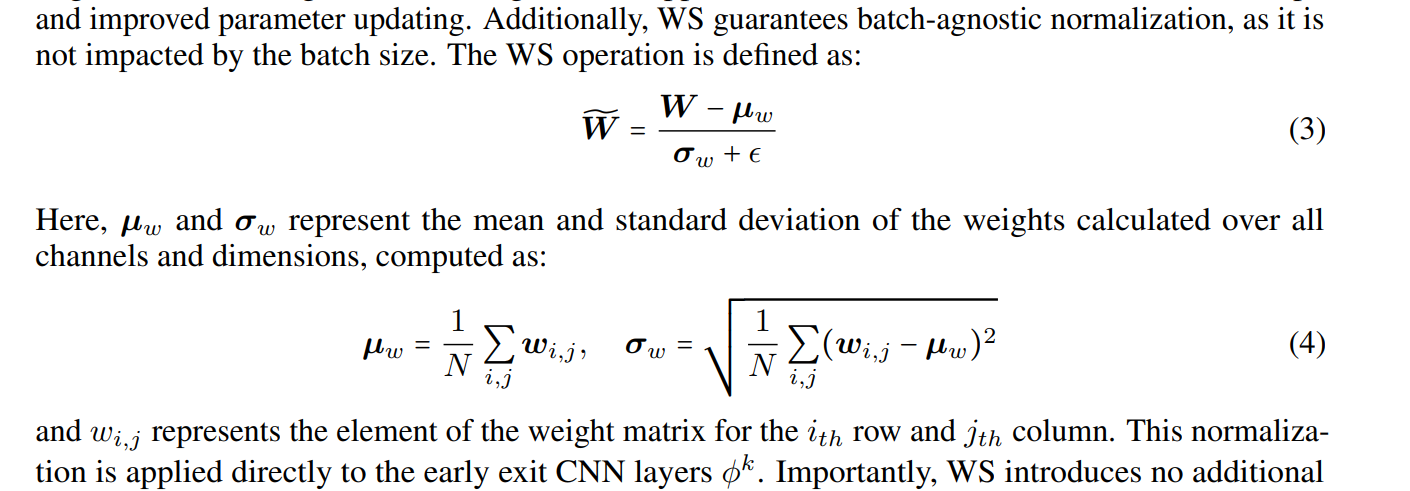 and improved parameter updating. Additionally, WS guarantees batch-agnostic normalization, as it is
not impacted by the batch size. The WS operation is defined as:
$\widetilde{\boldsymbol{W}} = \frac{\boldsymbol{W} - \boldsymbol{\mu}_w}{\boldsymbol{\sigma}_w + \epsilon}$ (3)
Here, $\boldsymbol{\mu}_w$ and $\boldsymbol{\sigma}_w$ represent the mean and standard deviation of the weights calculated over all
channels and dimensions, computed as:
$\boldsymbol{\mu}_w = \frac{1}{N} \sum_{i,j} \boldsymbol{w}_{i,j}, \quad \boldsymbol{\sigma}_w = \sqrt{\frac{1}{N} \sum_{i,j} (\boldsymbol{w}_{i,j} - \boldsymbol{\mu}_w)^2}$ (4)
and $w_{i,j}$ represents the element of the weight matrix for the $i_{th}$ row and $j_{th}$ column. This normaliza-
tion is applied directly to the early exit CNN layers $\phi^k$. Importantly, WS introduces no additional